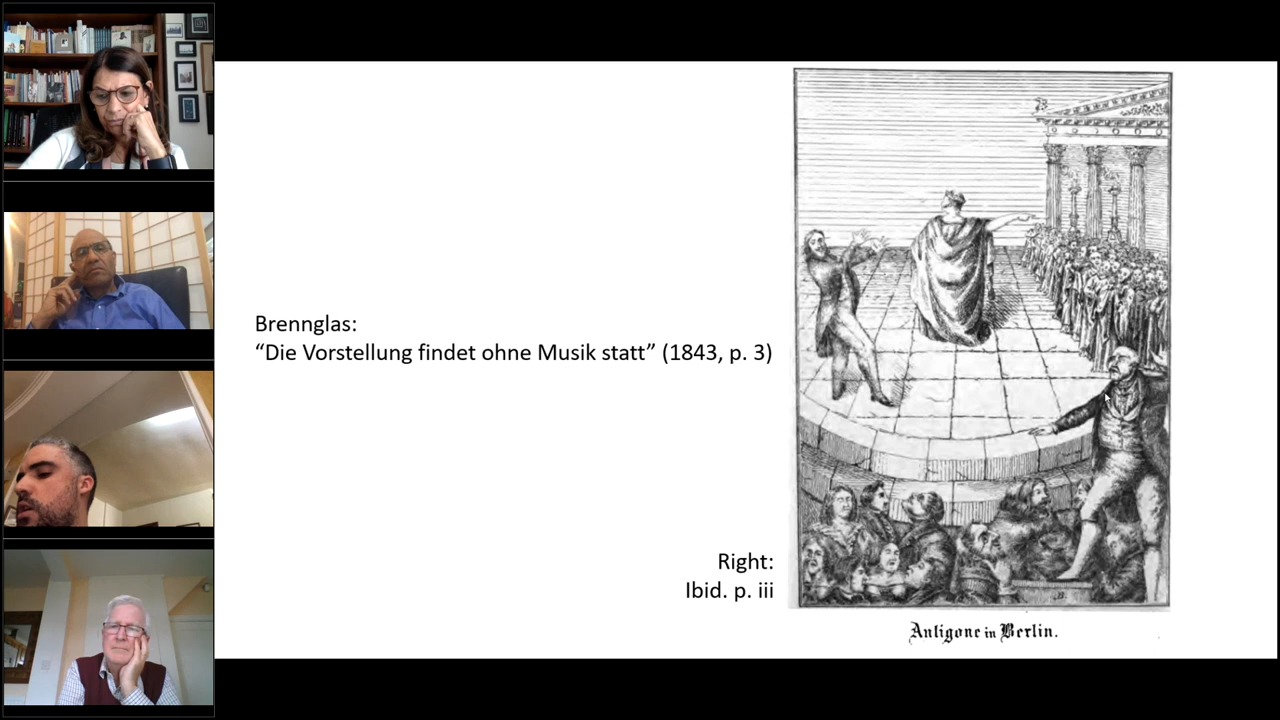 Brennglas:
“Die Vorstellung findet ohne Musik statt” (1843, p. 3)
Right:
Ibid. p. iii
Antigone in Berlin.